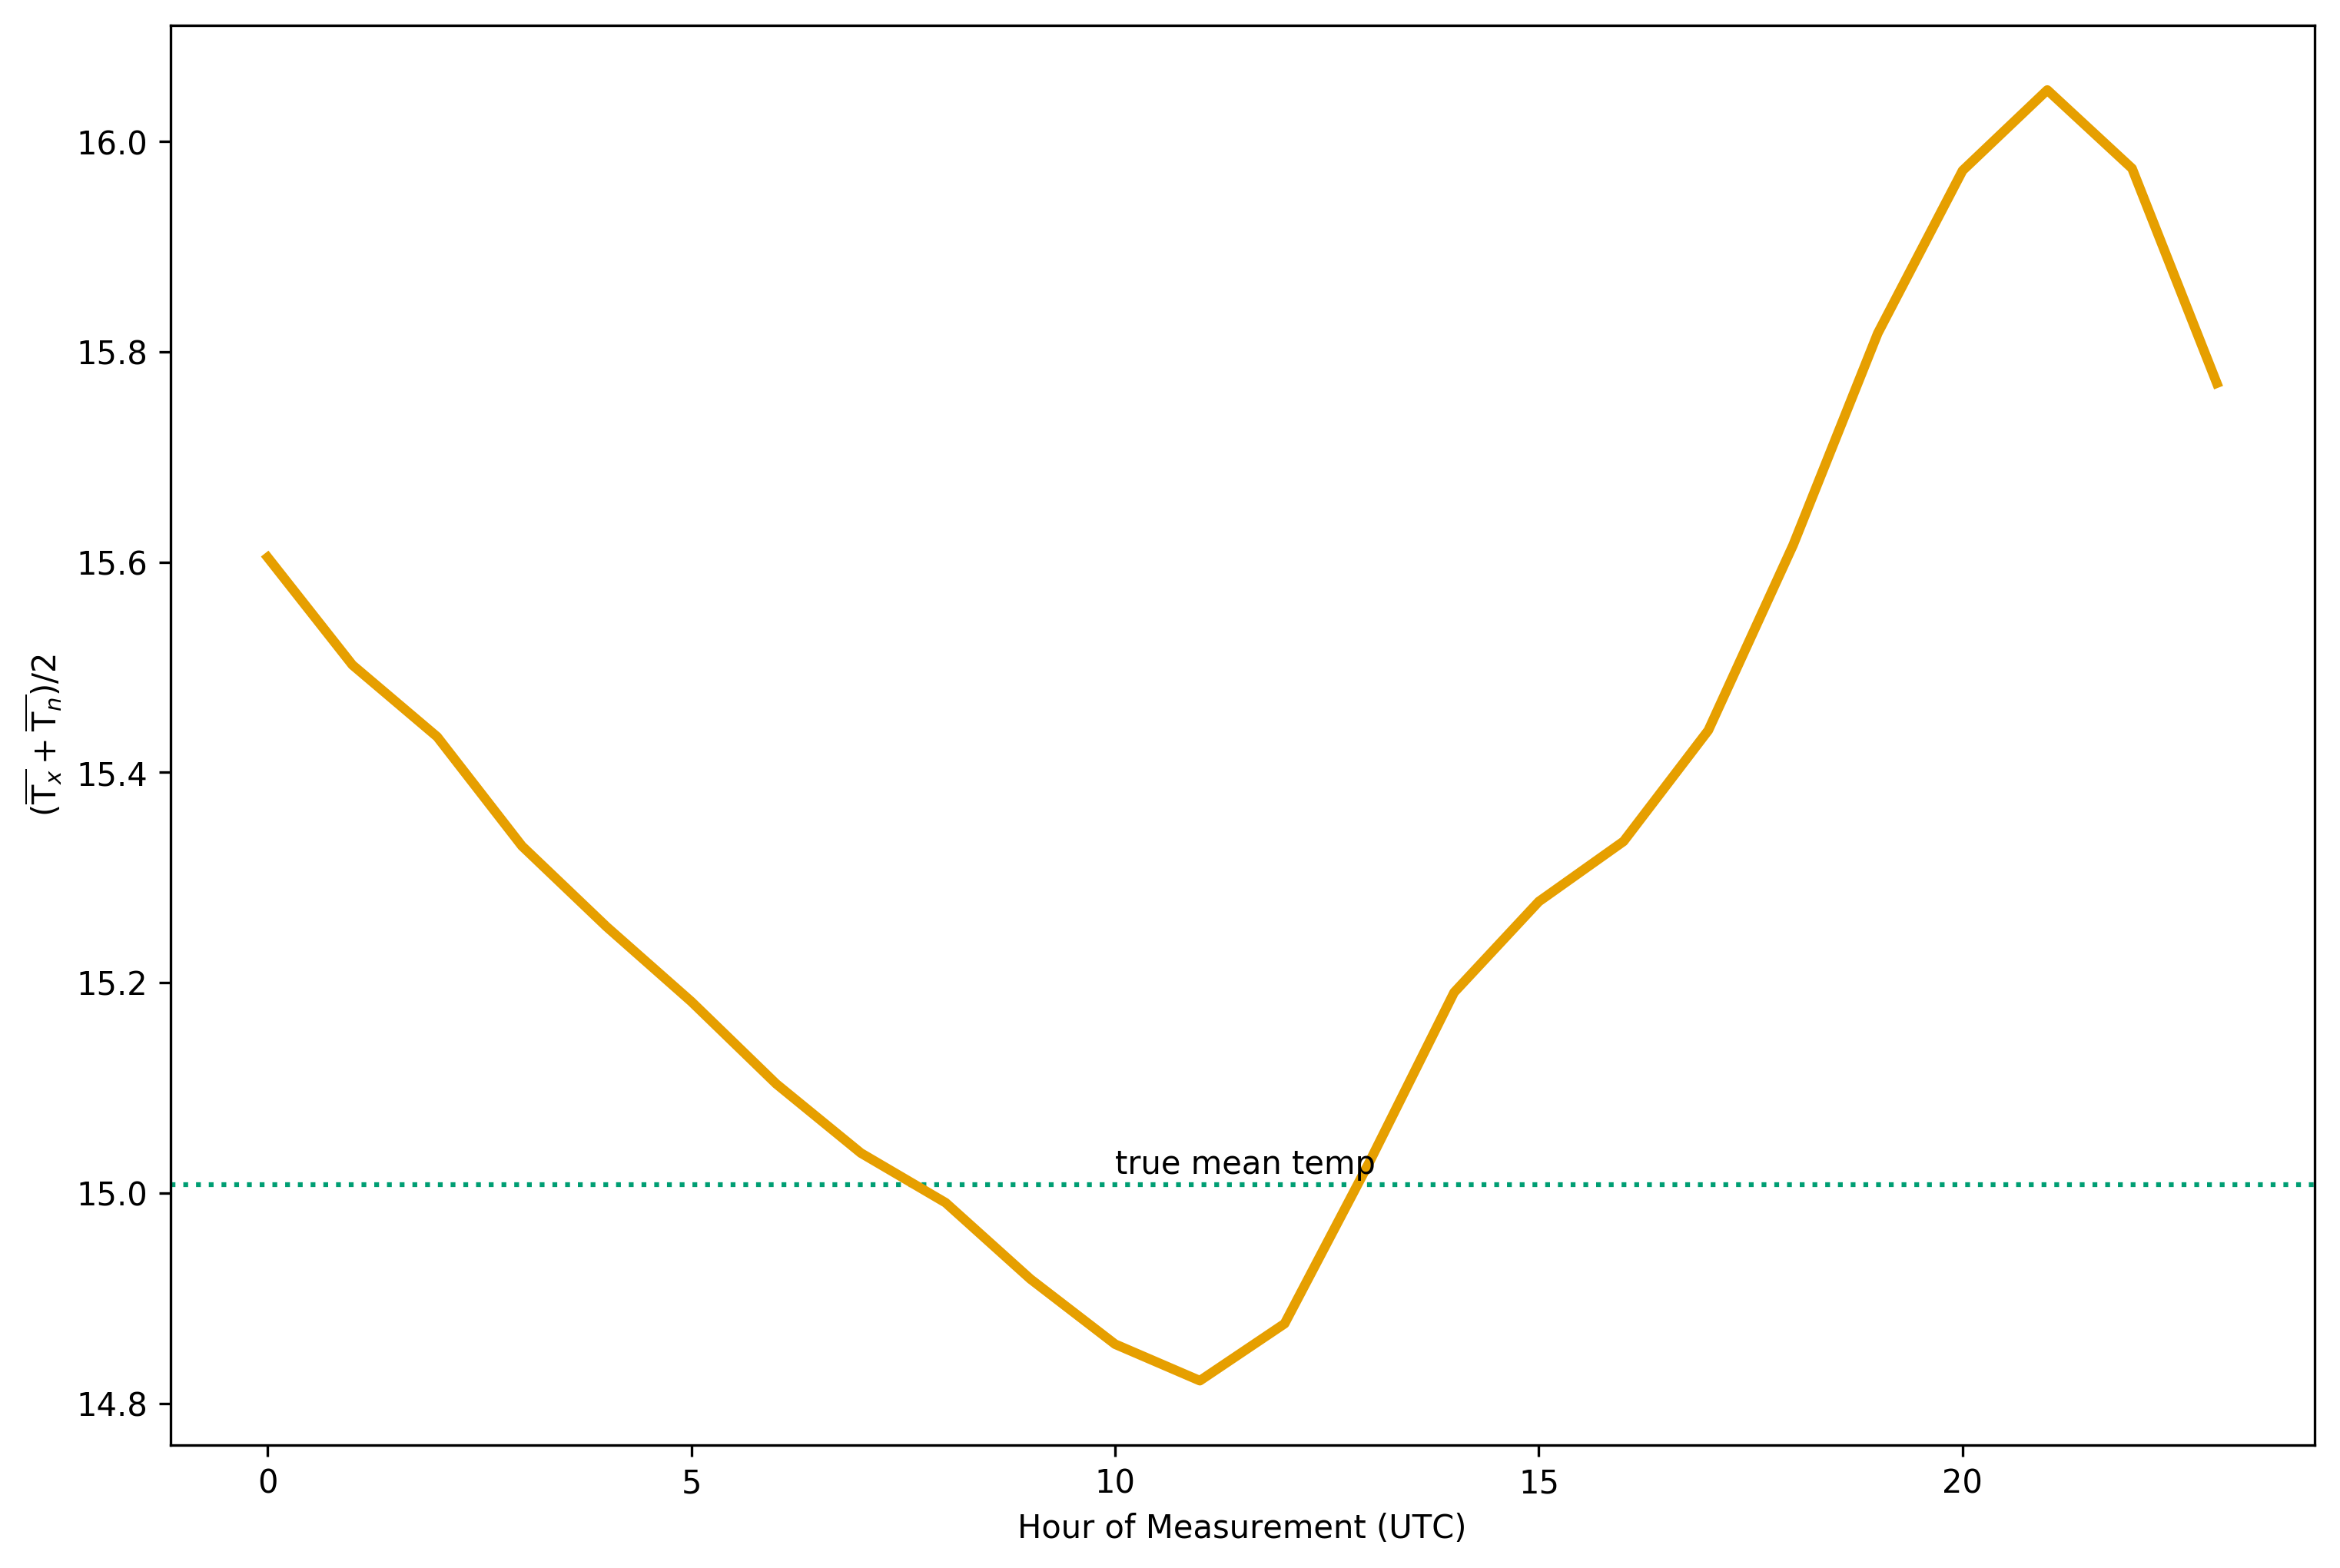 16.0
15.8
15.6
15.4
15.2
15.0
14.8
(T̅ₓ + T̅ₙ)/2
true mean temp
0 5 10 15 20
Hour of Measurement (UTC)